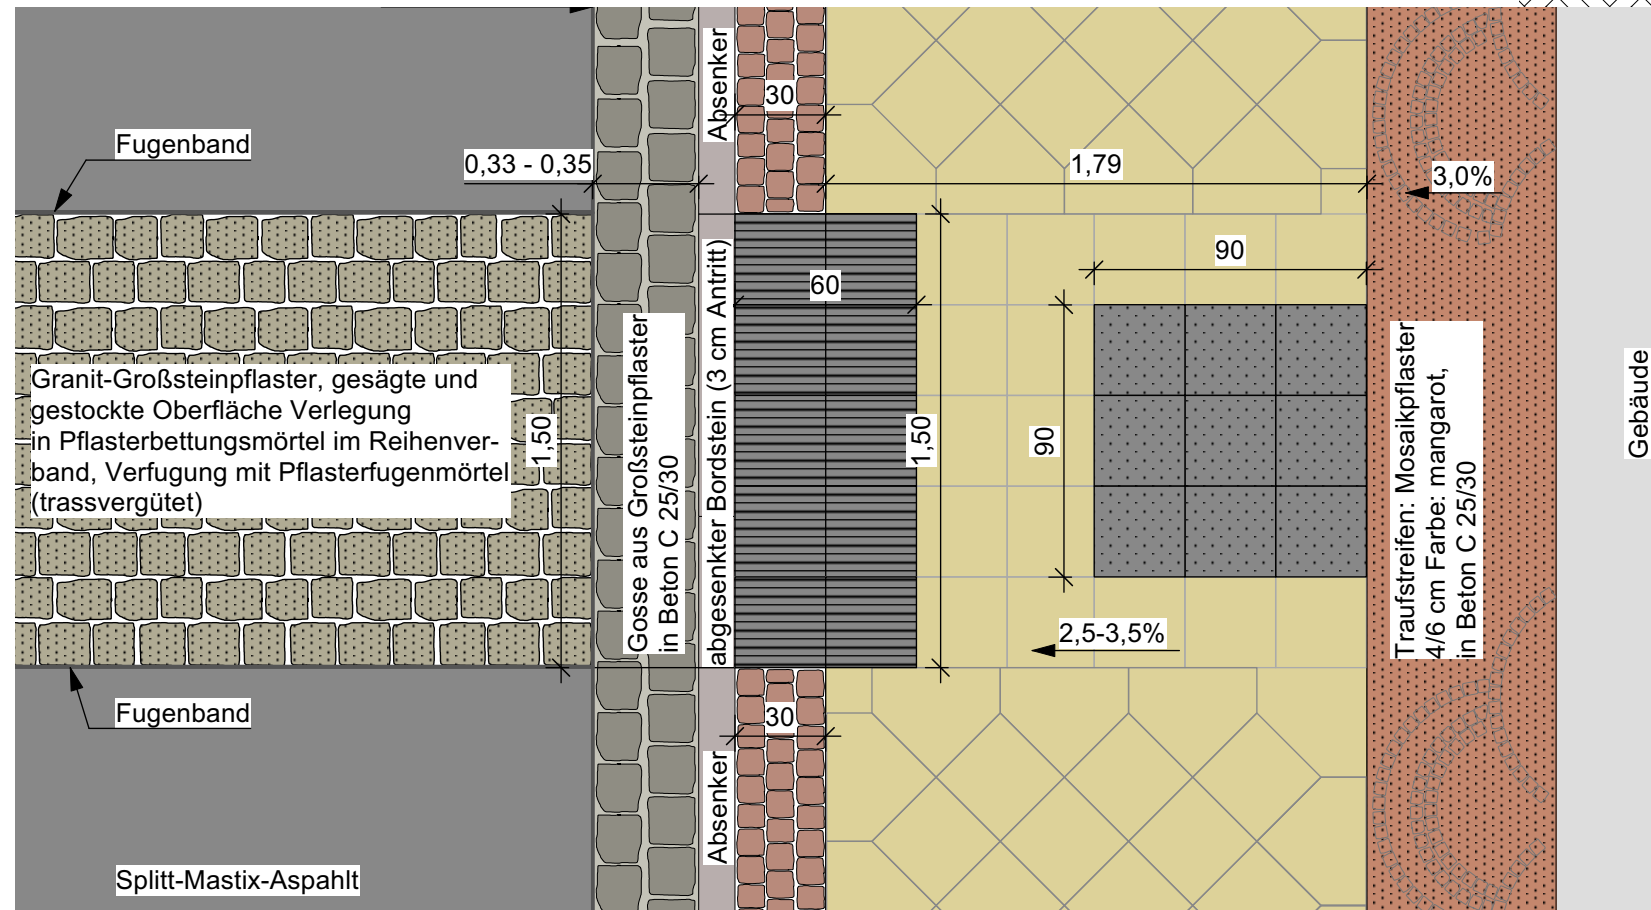 Fugenband
0,33 - 0,35
Absenker
30
1,79
3,0%
90
60
Granit-Großsteinpflaster, gesägte und
gestockte Oberfläche Verlegung
in Pflasterbettungsmörtel im Reihenver-
band, Verfugung mit Pflasterfugenmörtel
(trassvergütet)
1,50
Gosse aus Großsteinpflaster
in Beton C 25/30
abgesenkter Bordstein (3 cm Antritt)
1,50
90
Traufstreifen: Mosaikpflaster
4/6 cm Farbe: mangarot,
in Beton C 25/30
Gebäude
2,5-3,5%
Fugenband
30
Absenker
Splitt-Mastix-Aspahlt